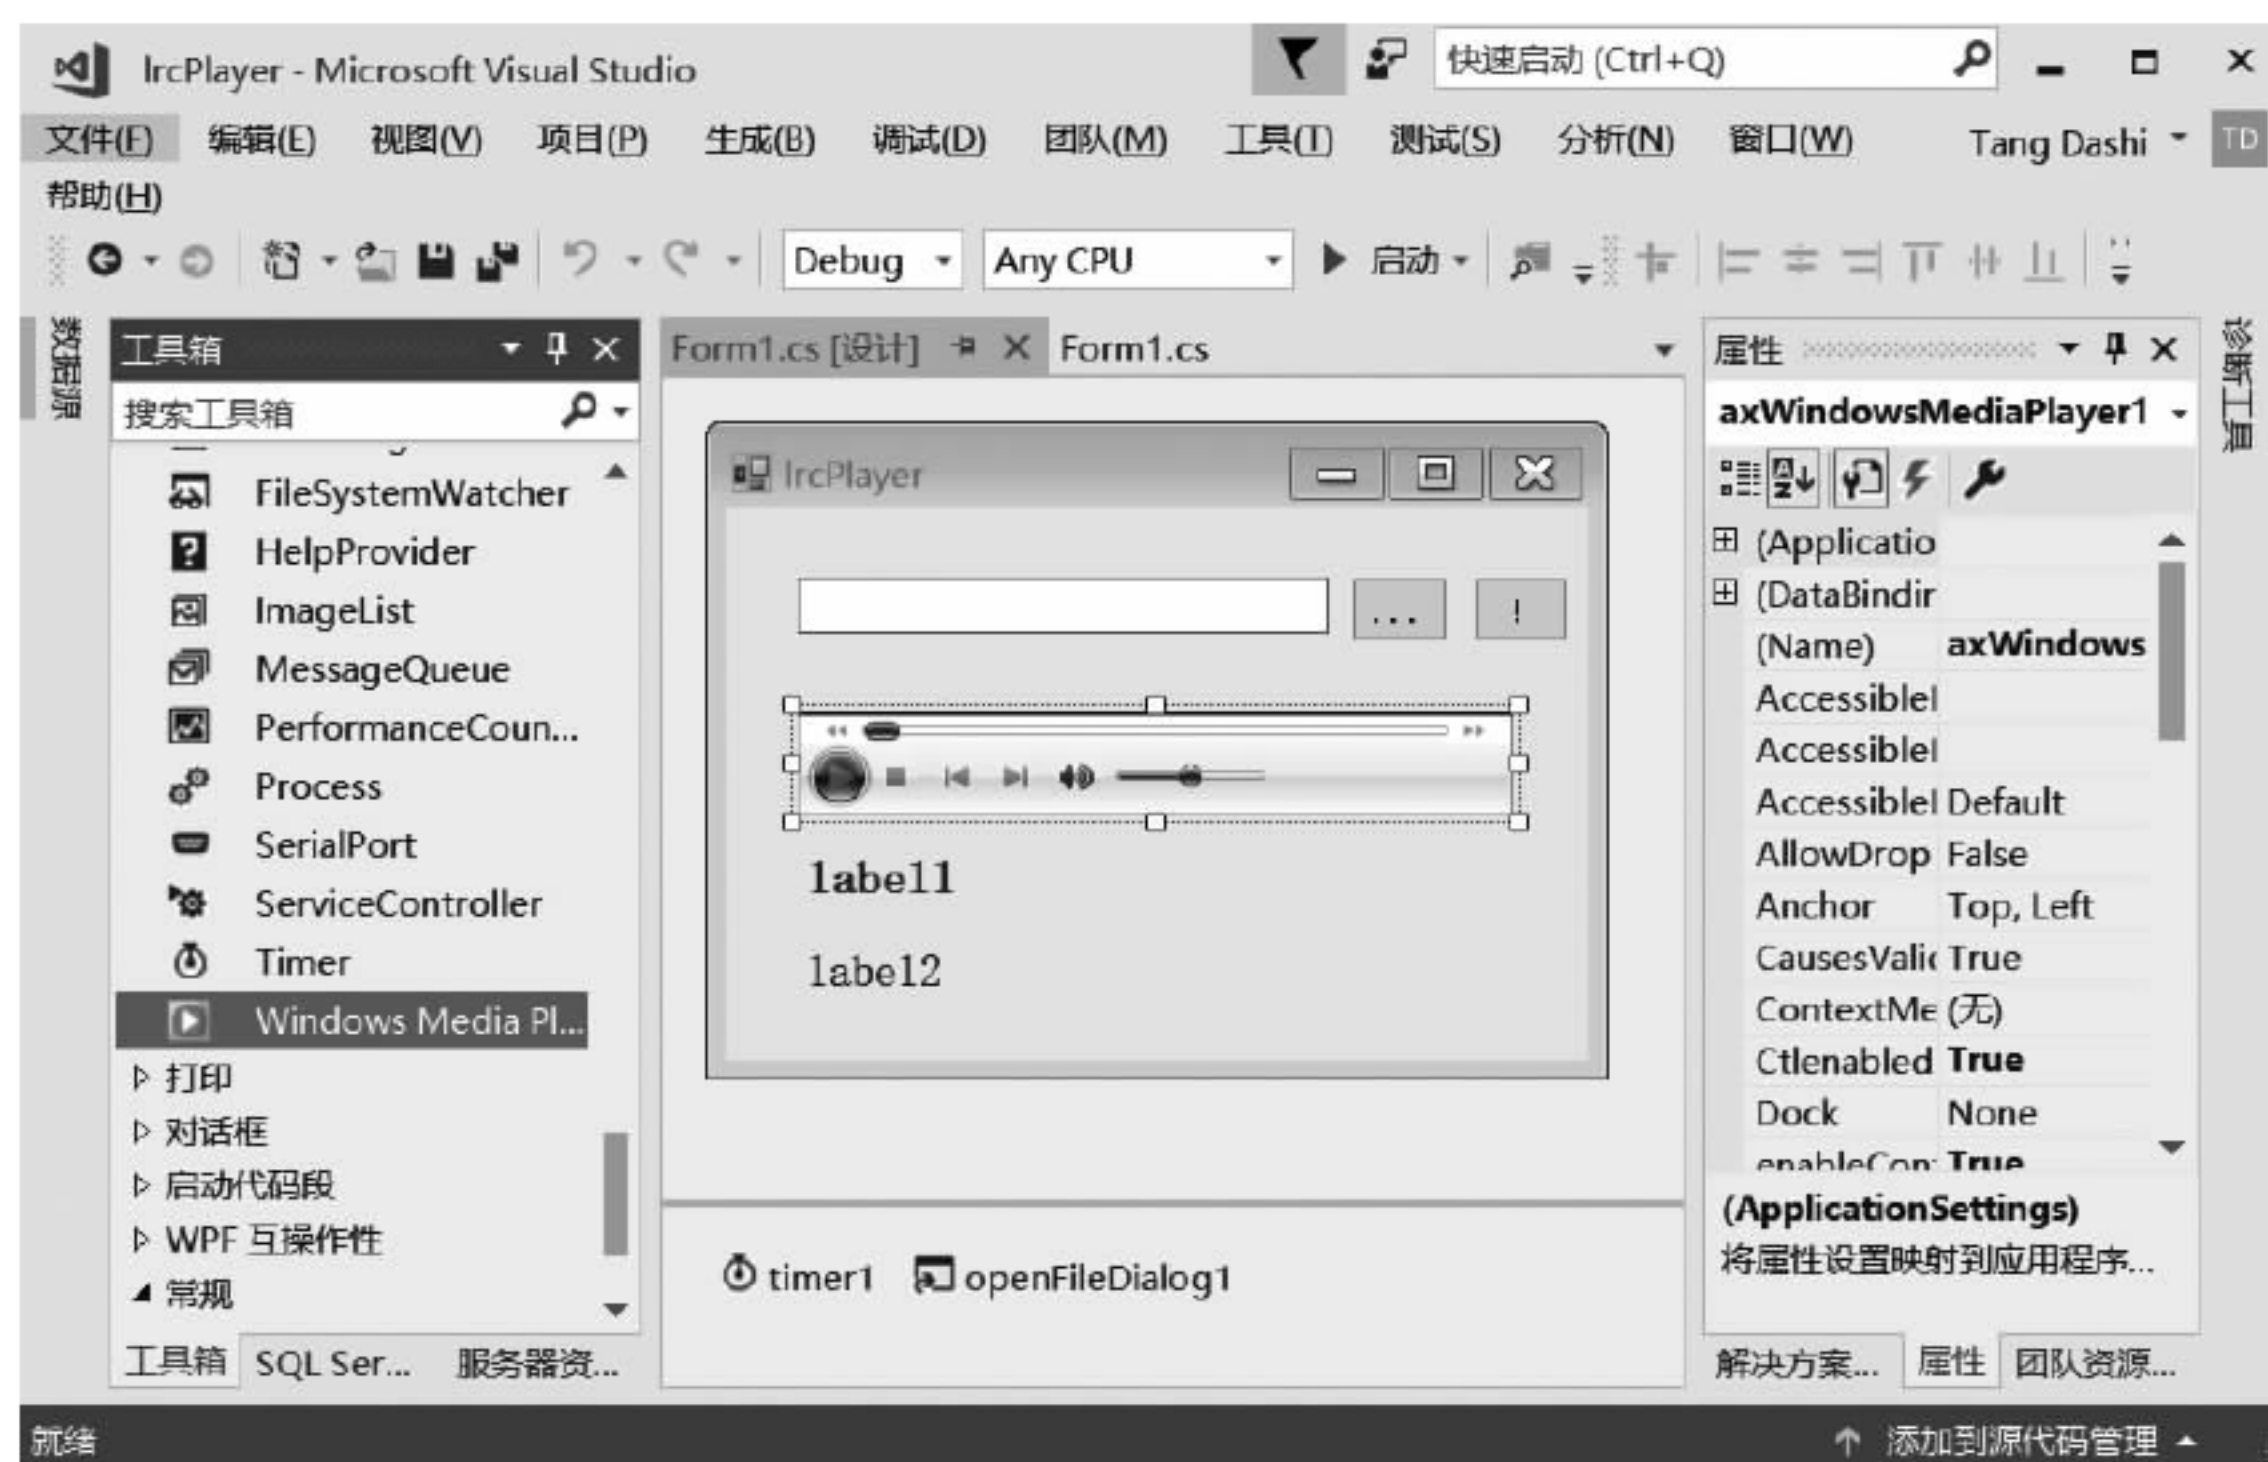 lrcPlayer - Microsoft Visual Studio
快速启动 (Ctrl+Q)
文件(F) 编辑(E) 视图(V) 项目(P) 生成(B) 调试(D) 团队(M) 工具(T) 测试(S) 分析(N) 窗口(W) Tang Dashi TD
帮助(H)
Debug Any CPU 启动
数据源
工具箱
搜索工具箱
FileSystemWatcher
HelpProvider
ImageList
MessageQueue
PerformanceCoun...
Process
SerialPort
ServiceController
Timer
Windows Media Pl...
打印
对话框
启动代码段
WPF 互操作性
常规
工具箱 SQL Ser... 服务器资...
Form1.cs [设计] Form1.cs
lrcPlayer
... !
label1
label2
timer1 openFileDialog1
属性
axWindowsMediaPlayer1
(Applicatio
(DataBindir
(Name) axWindows
Accessible
Accessible
Accessible Default
AllowDrop False
Anchor Top, Left
CausesVali True
ContextMe (无)
Ctlenabled True
Dock None
enableCon True
(ApplicationSettings)
将属性设置映射到应用程序...
解决方案... 属性 团队资源...
诊断工具
就绪
添加到源代码管理